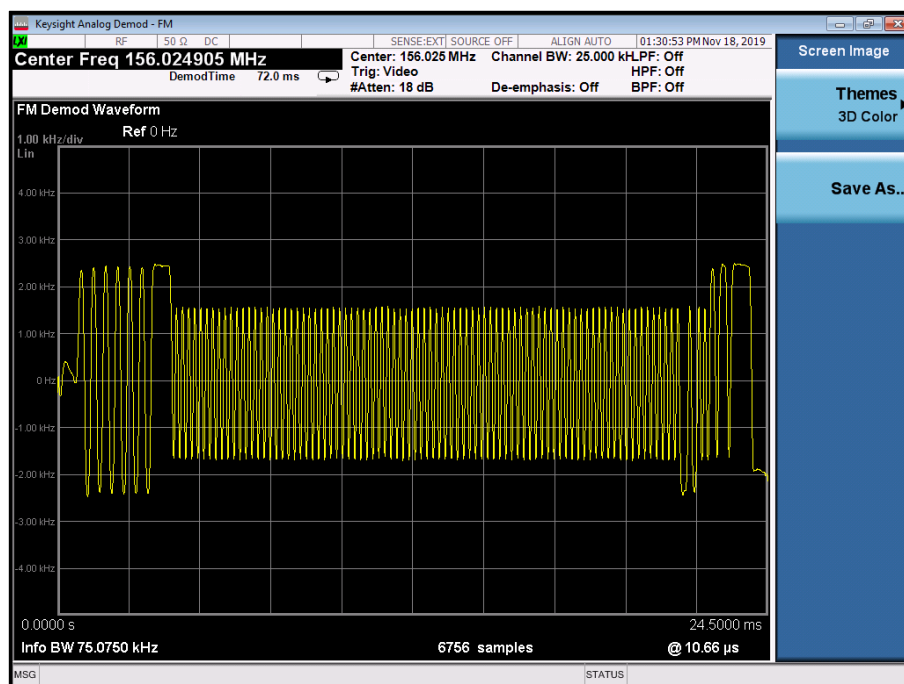 Keysight Analog Demod - FM
LXI RF 50 Ω DC SENSE:EXT SOURCE OFF ALIGN AUTO 01:30:53 PM Nov 18, 2019
Center Freq 156.024905 MHz
DemodTime 72.0 ms
Center: 156.025 MHz Channel BW: 25.000 kHLPF: Off
Trig: Video HPF: Off
#Atten: 18 dB De-emphasis: Off BPF: Off
Screen Image
Themes
3D Color
Save As..
FM Demod Waveform
Ref 0 Hz
1.00 kHz/div
Lin
4.00 kHz
3.00 kHz
2.00 kHz
1.00 kHz
0 Hz
-1.00 kHz
-2.00 kHz
-3.00 kHz
-4.00 kHz
0.0000 s 24.5000 ms
Info BW 75.0750 kHz 6756 samples @ 10.66 µs
MSG STATUS